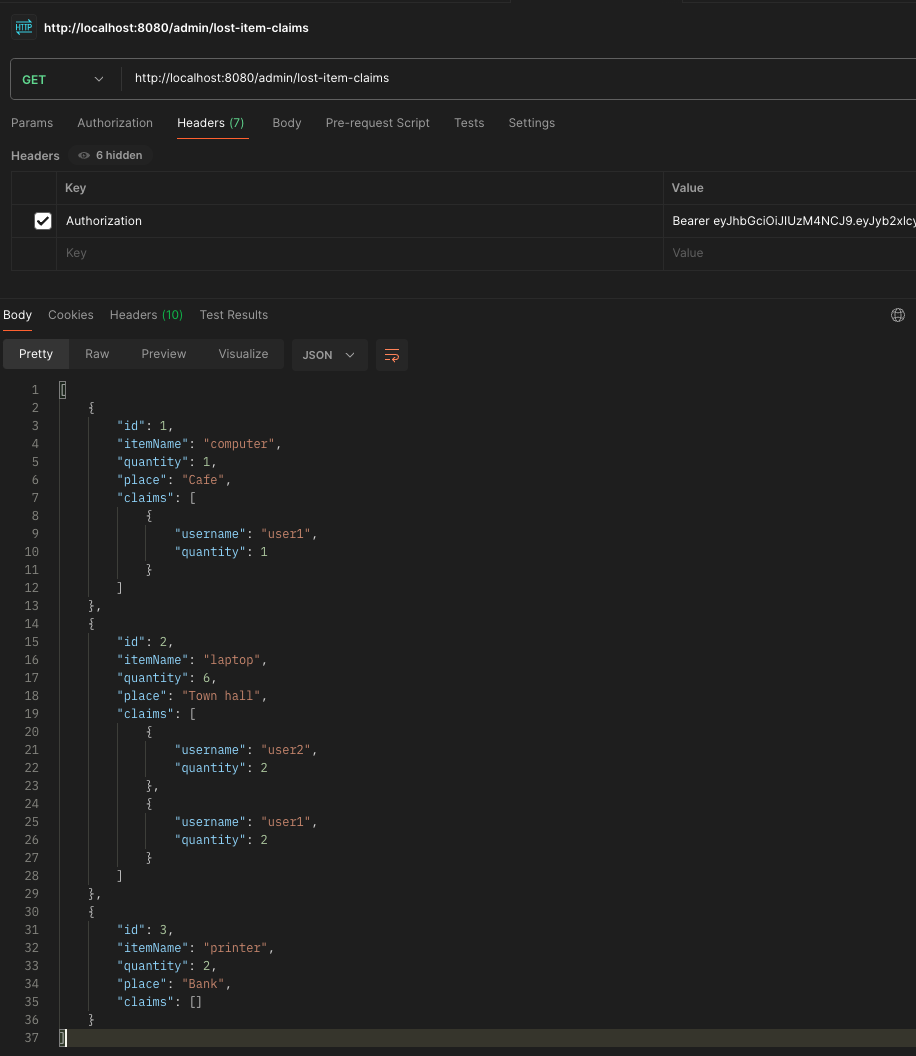 HTTP http://localhost:8080/admin/lost-item-claims
GET http://localhost:8080/admin/lost-item-claims
Params Authorization Headers (7) Body Pre-request Script Tests Settings
Headers 6 hidden
Key Value
Authorization Bearer eyJhbGciOiJIUzM4NCJ9.eyJyb2xlcy
Key Value
Body Cookies Headers (10) Test Results
Pretty Raw Preview Visualize JSON
1 [
2 {
3 "id": 1,
4 "itemName": "computer",
5 "quantity": 1,
6 "place": "Cafe",
7 "claims": [
8 {
9 "username": "user1",
10 "quantity": 1
11 }
12 ]
13 },
14 {
15 "id": 2,
16 "itemName": "laptop",
17 "quantity": 6,
18 "place": "Town hall",
19 "claims": [
20 {
21 "username": "user2",
22 "quantity": 2
23 },
24 {
25 "username": "user1",
26 "quantity": 2
27 }
28 ]
29 },
30 {
31 "id": 3,
32 "itemName": "printer",
33 "quantity": 2,
34 "place": "Bank",
35 "claims": []
36 }
37 ]